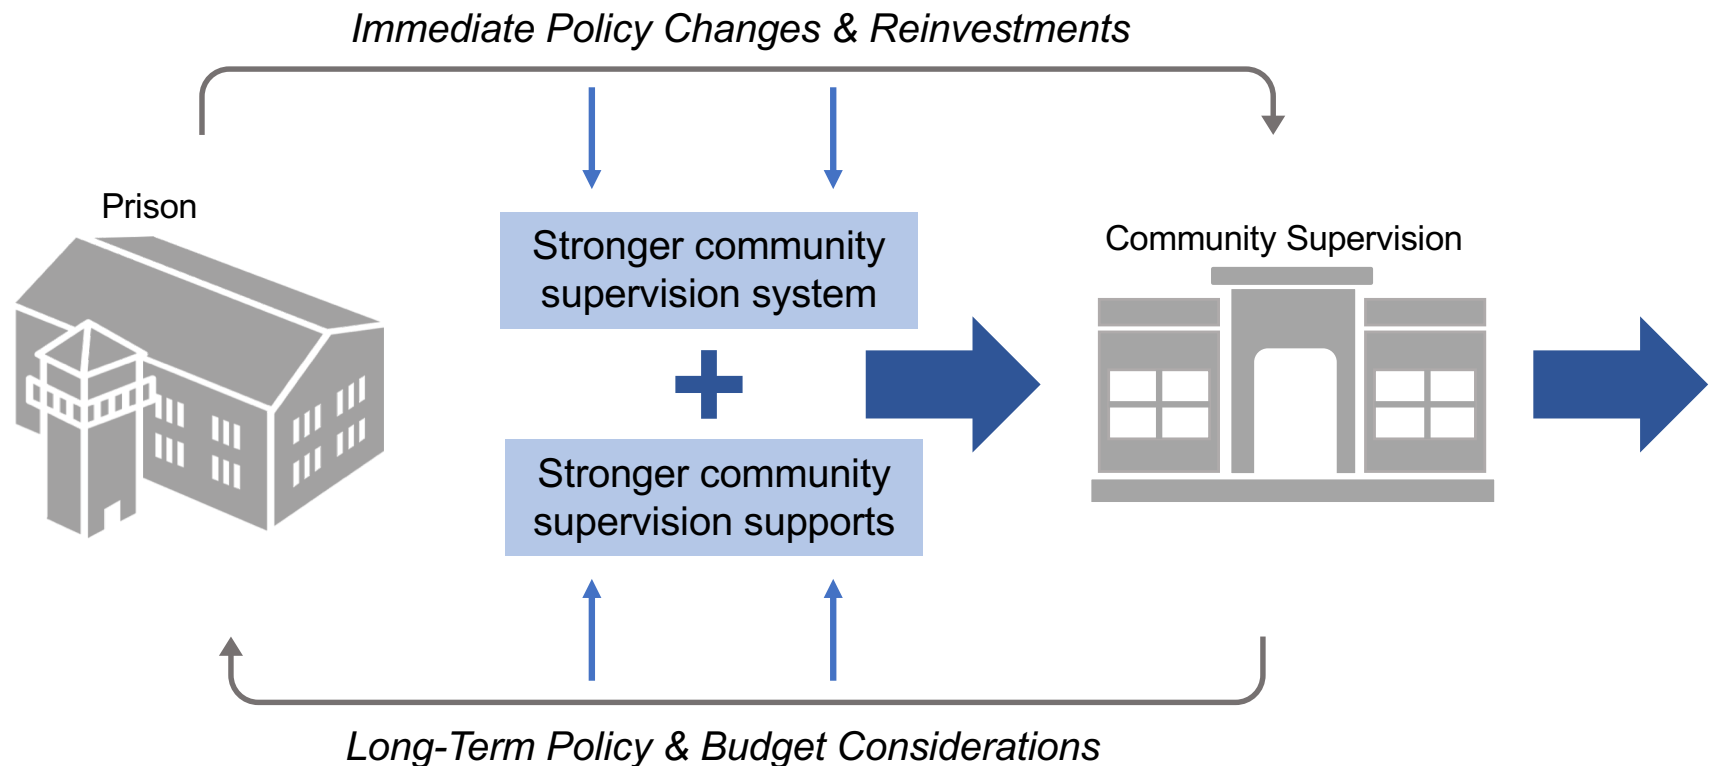 Immediate Policy Changes & Reinvestments
Prison
Stronger community
supervision system
Community Supervision
Stronger community
supervision supports
Long-Term Policy & Budget Considerations